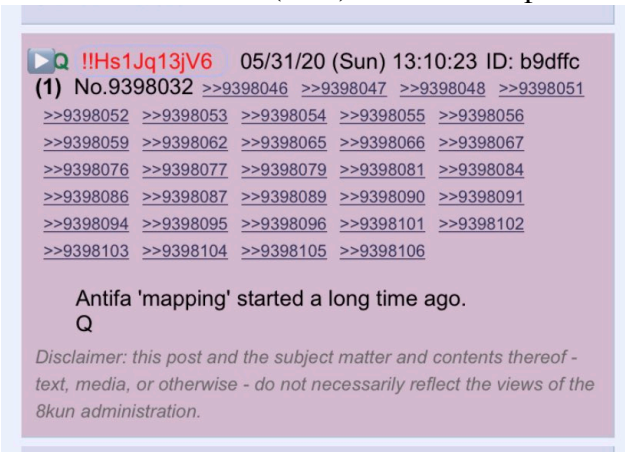 Q !!Hs1Jq13jV6 05/31/20 (Sun) 13:10:23 ID: b9dffc
(1) No.9398032 >>9398046 >>9398047 >>9398048 >>9398051
>>9398052 >>9398053 >>9398054 >>9398055 >>9398056
>>9398059 >>9398062 >>9398065 >>9398066 >>9398067
>>9398076 >>9398077 >>9398079 >>9398081 >>9398084
>>9398086 >>9398087 >>9398089 >>9398090 >>9398091
>>9398094 >>9398095 >>9398096 >>9398101 >>9398102
>>9398103 >>9398104 >>9398105 >>9398106
Antifa 'mapping' started a long time ago.
Q
Disclaimer: this post and the subject matter and contents thereof -
text, media, or otherwise - do not necessarily reflect the views of the
8kun administration.